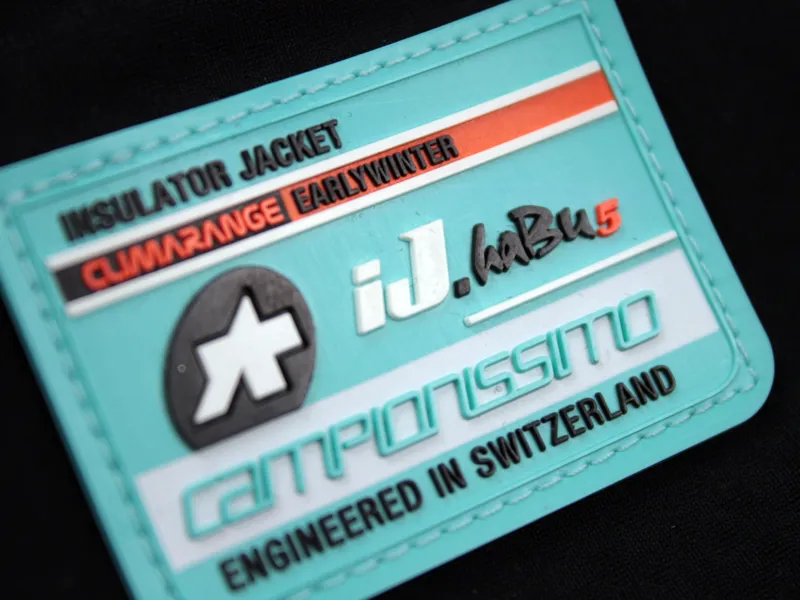 INSULATOR JACKET
CLIMARANGE EARLYWINTER
iJ.haBu5
CAMPIONISSIMO
ENGINEERED IN SWITZERLAND